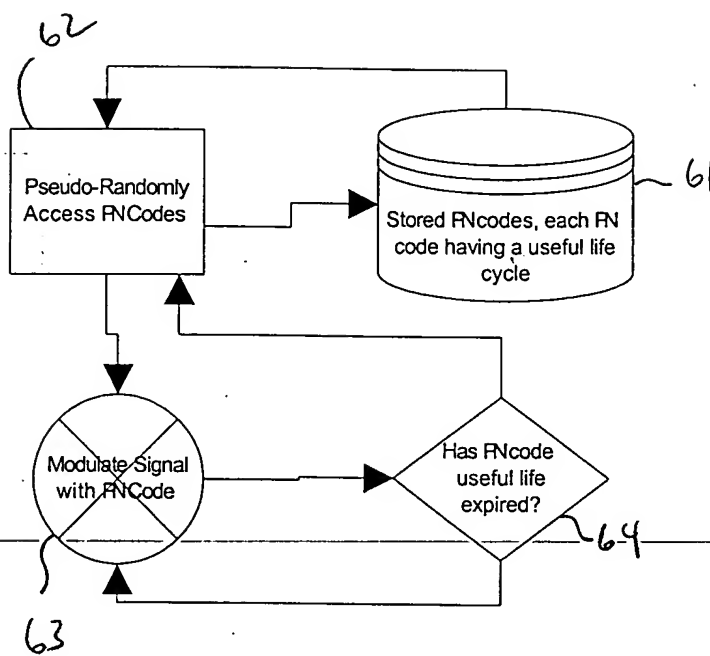 62
Pseudo-Randomly
Access PNCodes
61
Stored PNcodes, each PN
code having a useful life
cycle
Modulate Signal
with PNCode
Has PNcode
useful life
expired?
64
63